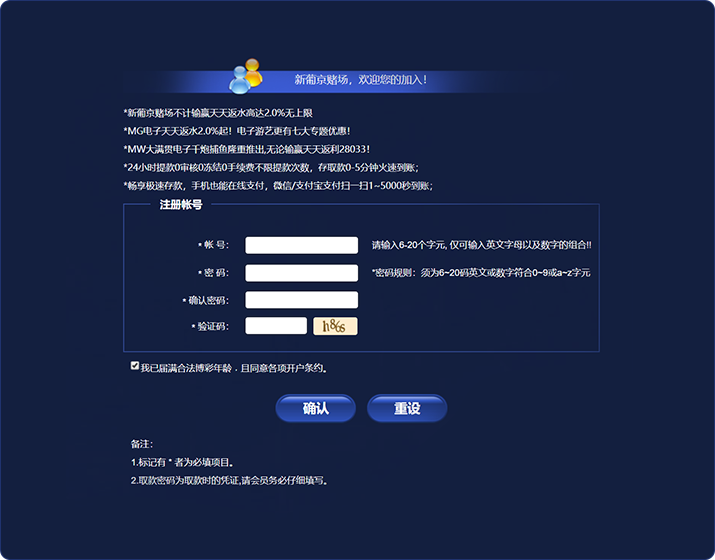 新葡京赌场，欢迎您的加入！
*新葡京赌场不计输赢天天返水高达2.0%无上限
*MG电子天天返水2.0%起！电子游艺更有七大专题优惠！
*MW大满贯电子千炮捕鱼隆重推出,无论输赢天天返利28033！
*24小时提款0审核0冻结0手续费不限提款次数，存取款0-5分钟火速到账；
*畅享极速存款，手机也能在线支付，微信/支付宝支付扫一扫1~5000秒到账；
注册帐号
* 帐 号： 请输入6-20个字元, 仅可输入英文字母以及数字的组合!!
* 密 码： *密码规则：须为6~20码英文或数字符合0~9或a~z字元
* 确认密码：
* 验证码： h86s
我已届满合法博彩年龄﹐且同意各项开户条约。
确认 重设
备注：
1.标记有 * 者为必填项目。
2.取款密码为取款时的凭证,请会员务必仔细填写。